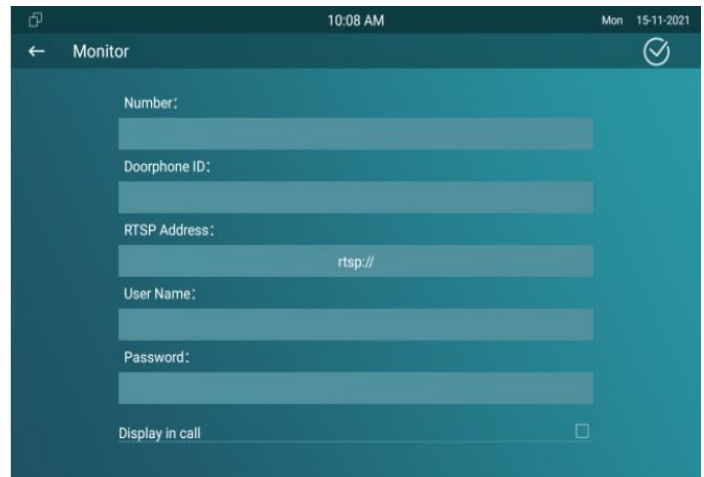 10:08 AM Mon 15-11-2021
Monitor
Number:
Doorphone ID:
RTSP Address:
rtsp://
User Name:
Password:
Display in call